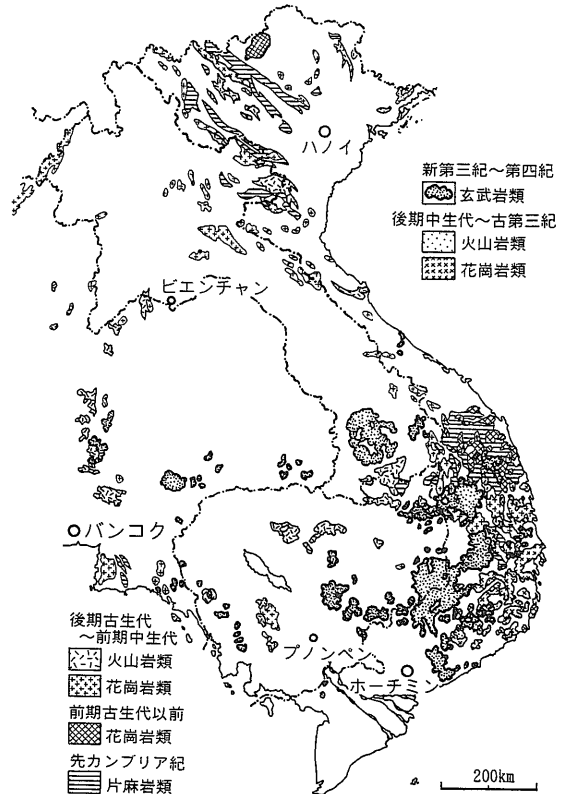 ハノイ
新第三紀～第四紀
玄武岩類
後期中生代～古第三紀
火山岩類
花崗岩類
ビエンチャン
バンコク
後期古生代
～前期中生代
火山岩類
花崗岩類
前期古生代以前
花崗岩類
先カンブリア紀
片麻岩類
プノンペン
ホーチミン
200km